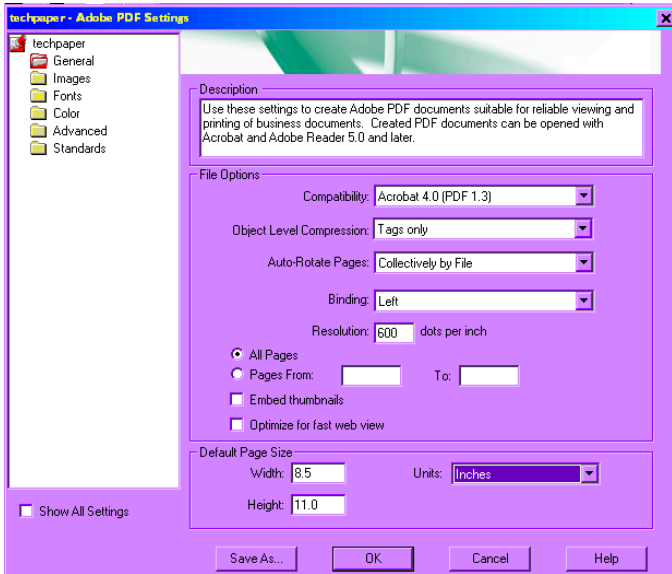 techpaper - Adobe PDF Settings
techpaper
General
Images
Fonts
Color
Advanced
Standards
Show All Settings
Description
Use these settings to create Adobe PDF documents suitable for reliable viewing and
printing of business documents. Created PDF documents can be opened with
Acrobat and Adobe Reader 5.0 and later.
File Options
Compatibility: Acrobat 4.0 (PDF 1.3)
Object Level Compression: Tags only
Auto-Rotate Pages: Collectively by File
Binding: Left
Resolution: 600 dots per inch
All Pages
Pages From: To:
Embed thumbnails
Optimize for fast web view
Default Page Size
Width: 8.5 Units: Inches
Height: 11.0
Save As... OK Cancel Help